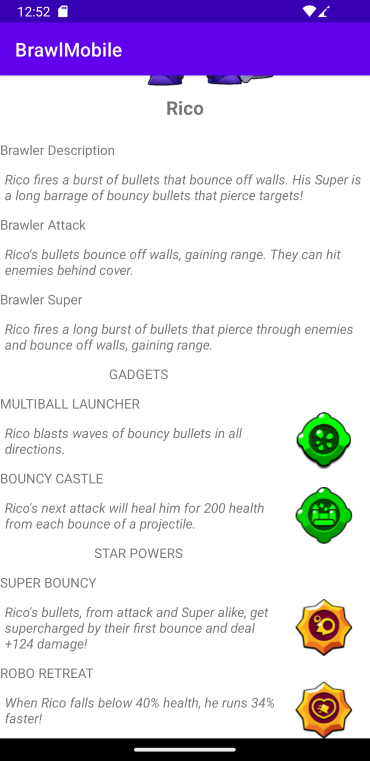 12:52
BrawlMobile
Rico
Brawler Description
Rico fires a burst of bullets that bounce off walls. His Super is
a long barrage of bouncy bullets that pierce targets!
Brawler Attack
Rico's bullets bounce off walls, gaining range. They can hit
enemies behind cover.
Brawler Super
Rico fires a long burst of bullets that pierce through enemies
and bounce off walls, gaining range.
GADGETS
MULTIBALL LAUNCHER
Rico blasts waves of bouncy bullets in all
directions.
BOUNCY CASTLE
Rico's next attack will heal him for 200 health
from each bounce of a projectile.
STAR POWERS
SUPER BOUNCY
Rico's bullets, from attack and Super alike, get
supercharged by their first bounce and deal
+124 damage!
ROBO RETREAT
When Rico falls below 40% health, he runs 34%
faster!